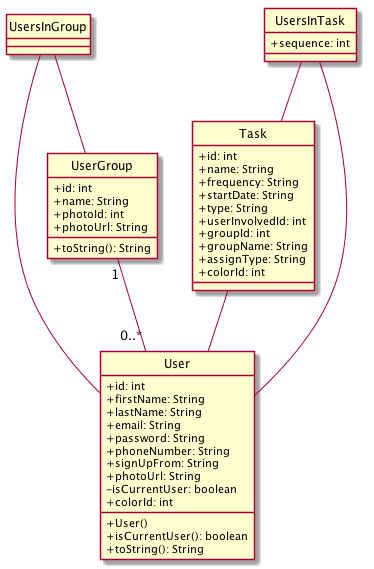 UsersInGroup
UsersInTask
+sequence: int
UserGroup
+id: int
+name: String
+photoId: int
+photoUrl: String
+toString(): String
Task
+id: int
+name: String
+frequency: String
+startDate: String
+type: String
+userInvolvedId: int
+groupId: int
+groupName: String
+assignType: String
+colorId: int
1
0..*
User
+id: int
+firstName: String
+lastName: String
+email: String
+password: String
+phoneNumber: String
+signUpFrom: String
+photoUrl: String
-isCurrentUser: boolean
+colorId: int
+User()
+isCurrentUser(): boolean
+toString(): String